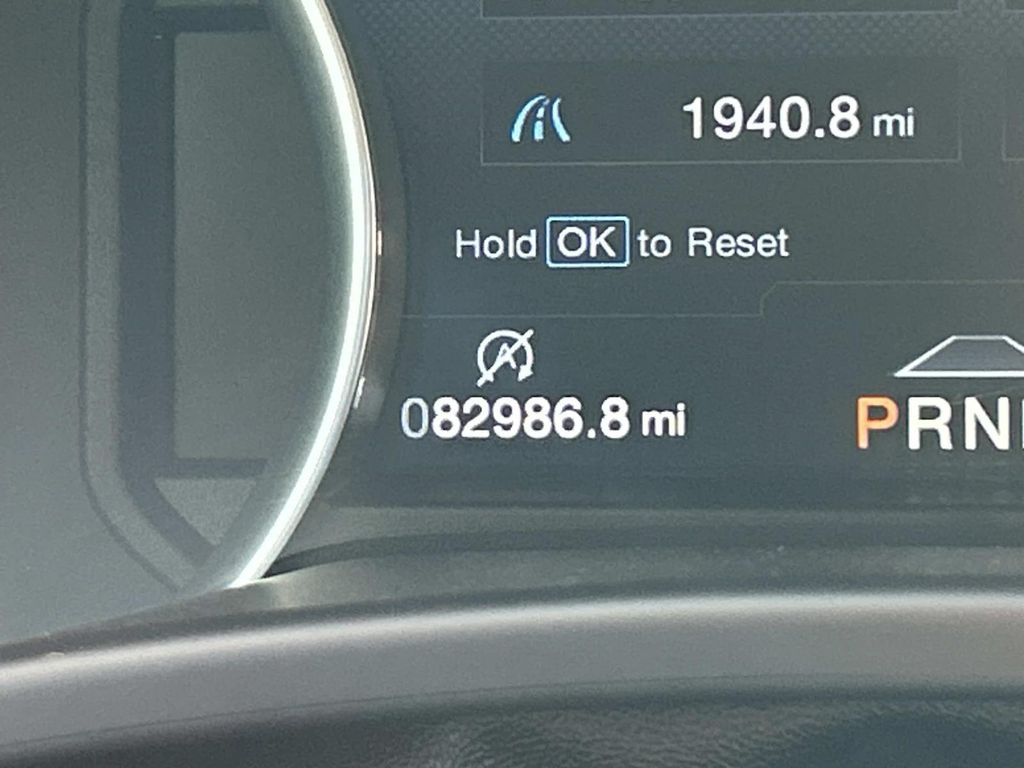 1940.8 mi
Hold OK to Reset
A
082986.8 mi
PRN